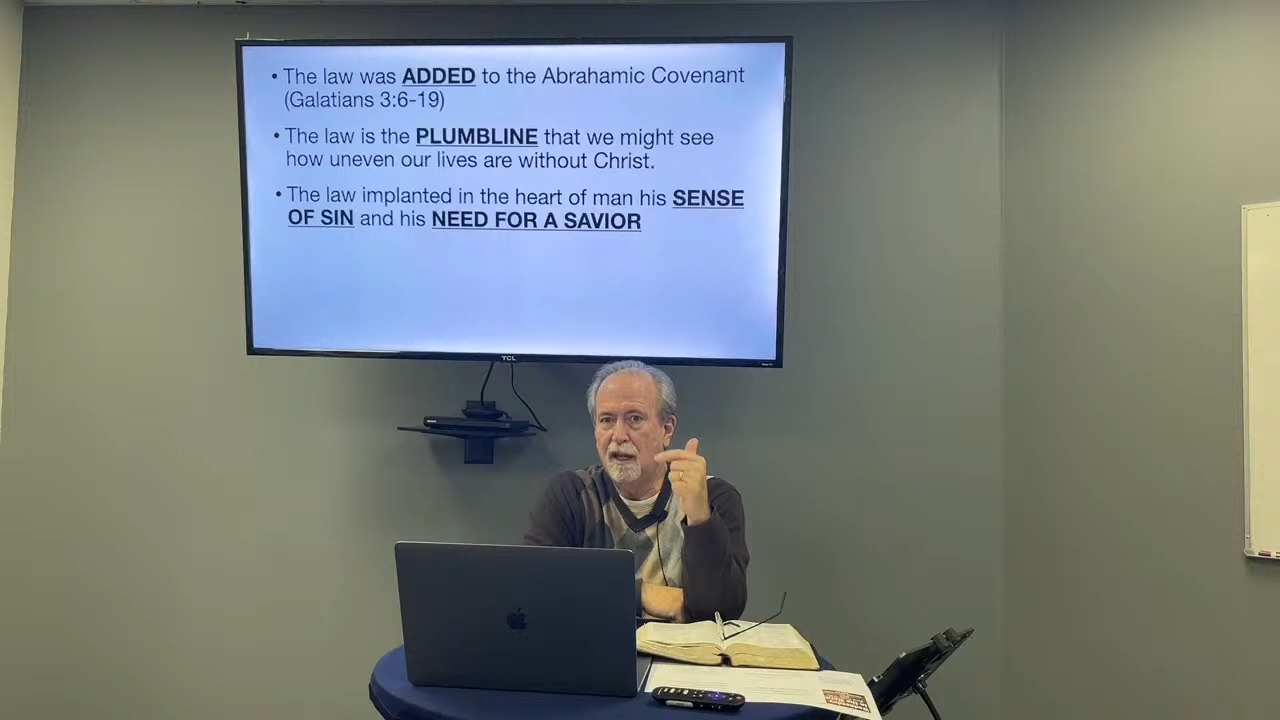 • The law was ADDED to the Abrahamic Covenant
(Galatians 3:6-19)
• The law is the PLUMBLINE that we might see
how uneven our lives are without Christ.
• The law implanted in the heart of man his SENSE
OF SIN and his NEED FOR A SAVIOR
TCL